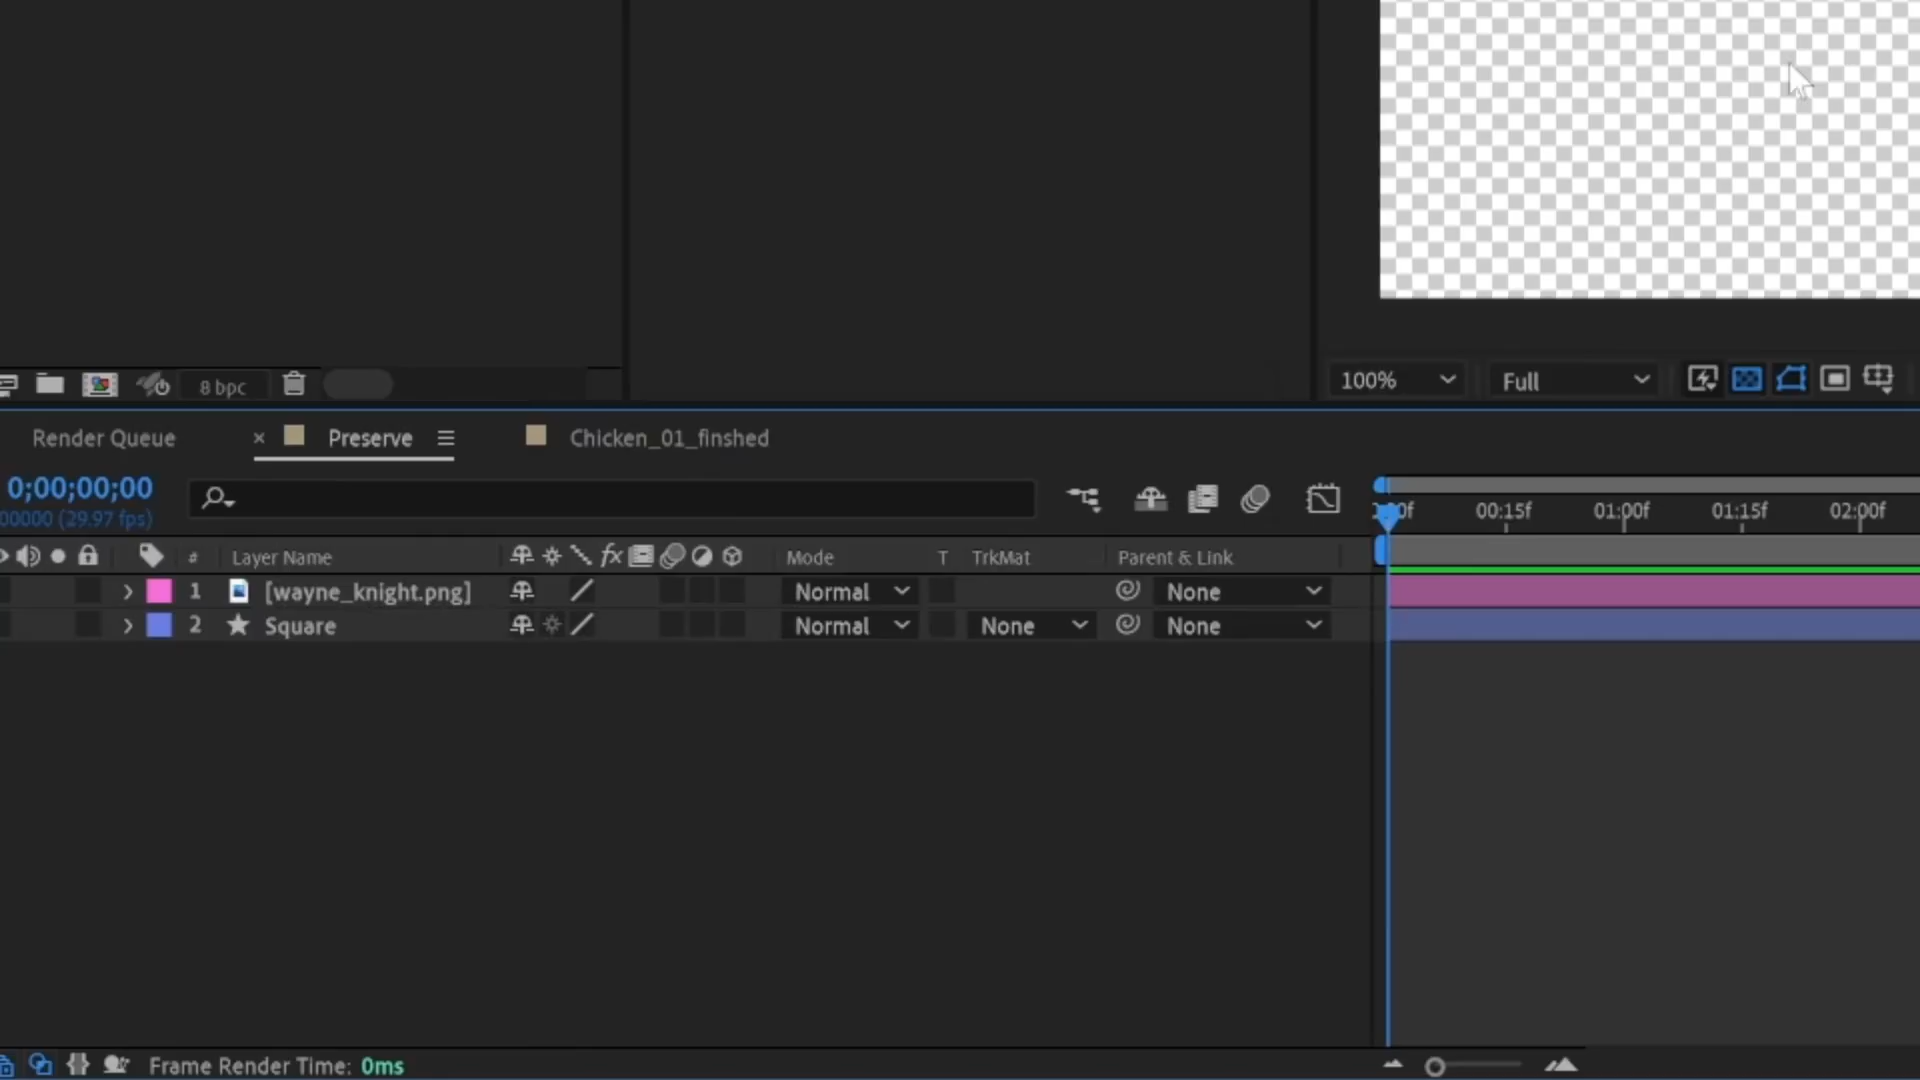 8 bpc
100% Full
Render Queue × Preserve Chicken_01_finshed
0;00;00;00
00000 (29.97 fps)
00:15f 01:00f 01:15f 02:00f
# Layer Name fx Mode T TrkMat Parent & Link
1 [wayne_knight.png] Normal None
2 Square Normal None None
Frame Render Time: 0ms